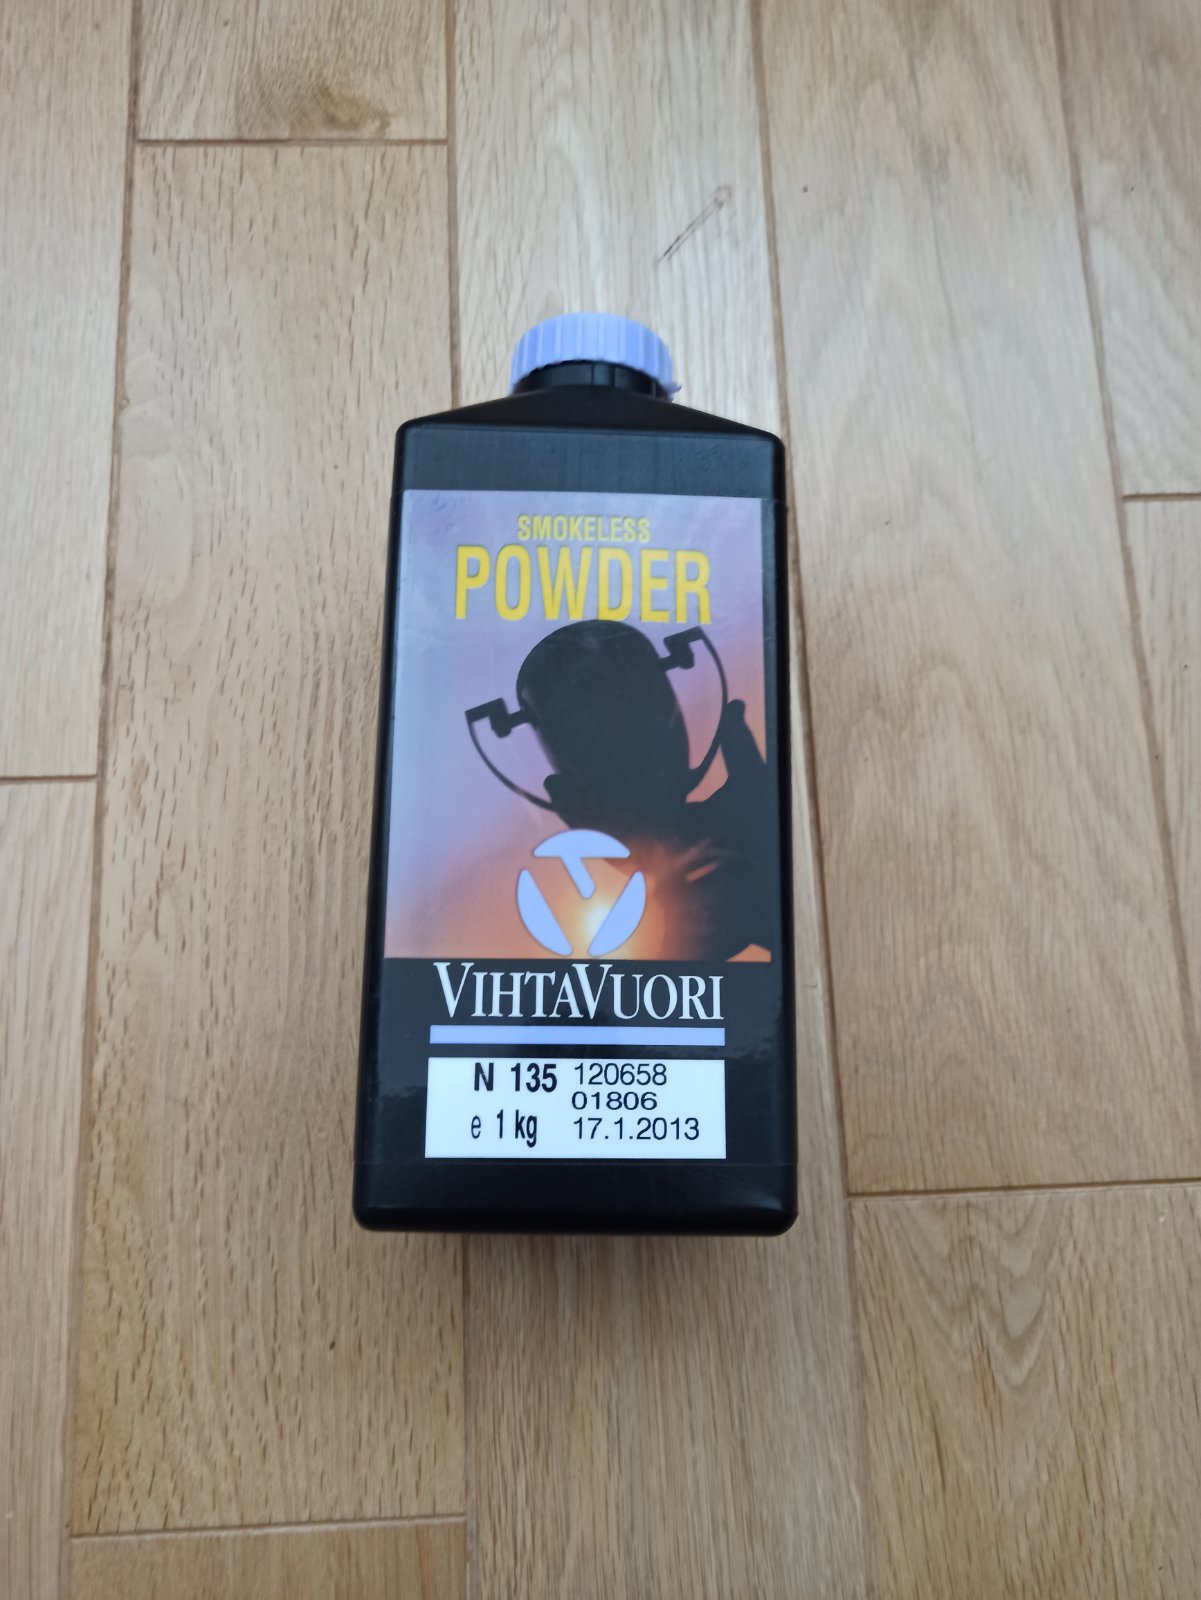 SMOKELESS
POWDER
VIHTAVUORI
N 135 120658
01806
e 1 kg 17.1.2013